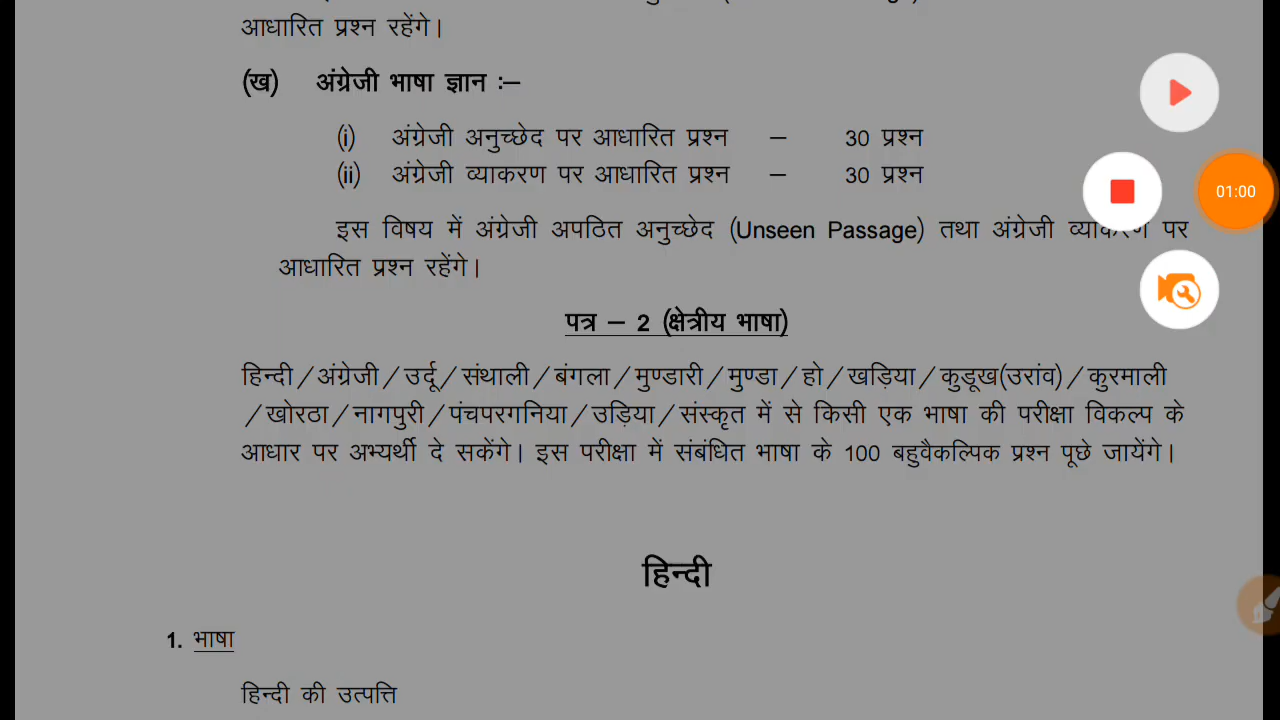 आधारित प्रश्न रहेंगे।
(ख) अंग्रेजी भाषा ज्ञान :–
(i) अंग्रेजी अनुच्छेद पर आधारित प्रश्न – 30 प्रश्न
(ii) अंग्रेजी व्याकरण पर आधारित प्रश्न – 30 प्रश्न
01:00
इस विषय में अंग्रेजी अपठित अनुच्छेद (Unseen Passage) तथा अंग्रेजी व्याकरण पर
आधारित प्रश्न रहेंगे।
पत्र – 2 (क्षेत्रीय भाषा)
हिन्दी/अंग्रेजी/उर्दू/संथाली/बंगला/मुण्डारी/मुण्डा/हो/खड़िया/कुडूख(उरांव)/कुरमाली
/खोरठा/नागपुरी/पंचपरगनिया/उड़िया/संस्कृत में से किसी एक भाषा की परीक्षा विकल्प के
आधार पर अभ्यर्थी दे सकेंगे। इस परीक्षा में संबंधित भाषा के 100 बहुवैकल्पिक प्रश्न पूछे जायेंगे।
हिन्दी
1. भाषा
हिन्दी की उत्पत्ति